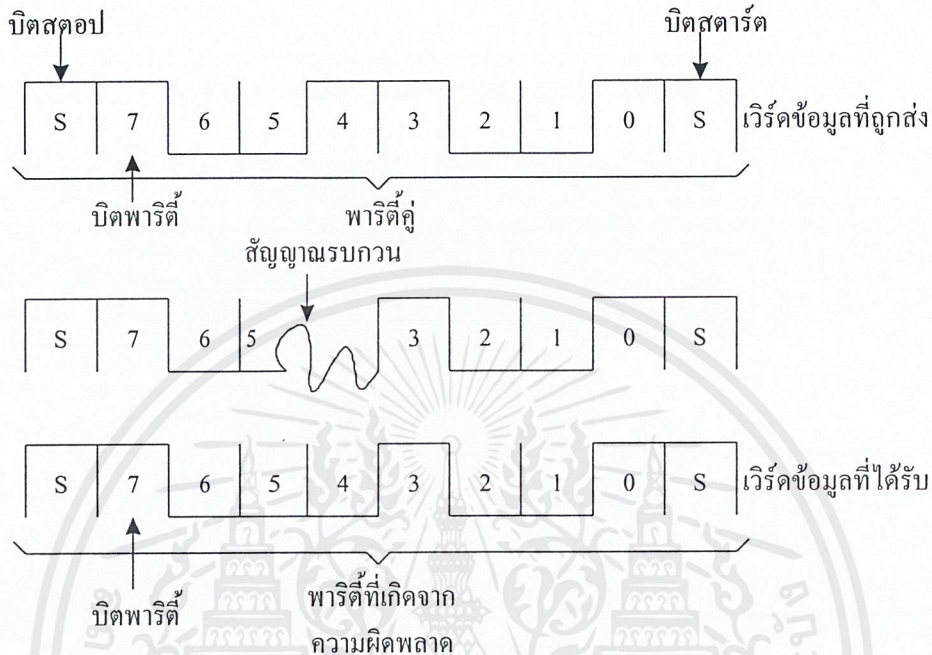 บิตสตอป บิตสตาร์ต
S 7 6 5 4 3 2 1 0 S เวิร์ดข้อมูลที่ถูกส่ง
บิตพาริตี้ พาริตี้คู่
สัญญาณรบกวน
S 7 6 5 3 2 1 0 S
S 7 6 5 4 3 2 1 0 S เวิร์ดข้อมูลที่ได้รับ
บิตพาริตี้ พาริตี้ที่เกิดจาก
ความผิดพลาด